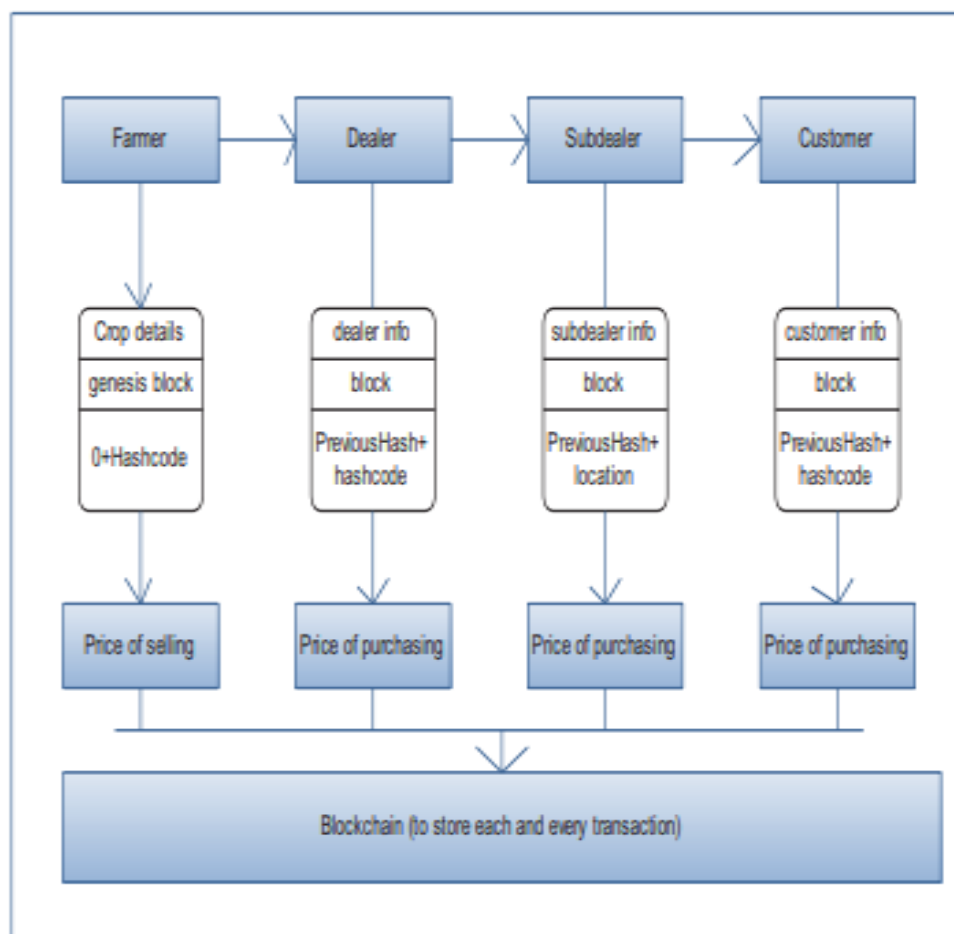 Farmer
Dealer
Subdealer
Customer
Crop details
genesis block
0+Hashcode
dealer info
block
PreviousHash+
hashcode
subdealer info
block
PreviousHash+
location
customer info
block
PreviousHash+
hashcode
Price of selling
Price of purchasing
Price of purchasing
Price of purchasing
Blockchain (to store each and every transaction)